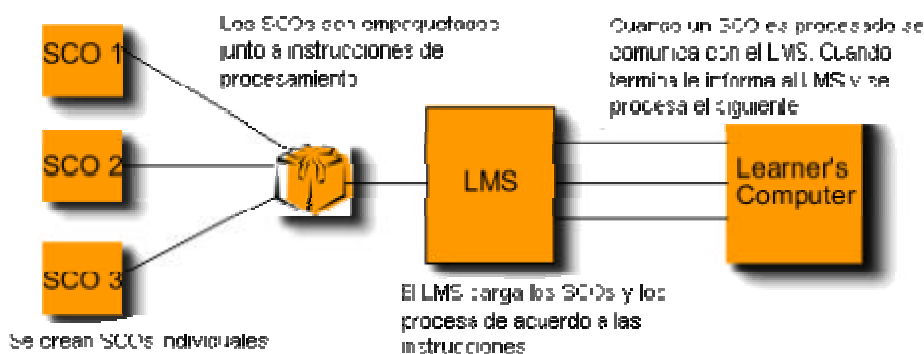 SCO 1
SCO 2
SCO 3
Se crean SCOs individuales
Los SCOs son empaquetados
junto a instrucciones de
procesamiento
LMS
El LMS carga los SCOs y los
procesa de acuerdo a las
instrucciones
Cuando un SCO es procesado se
comunica con el LMS. Cuando
termina le informa al LMS y se
procesa el siguiente
Learner's
Computer